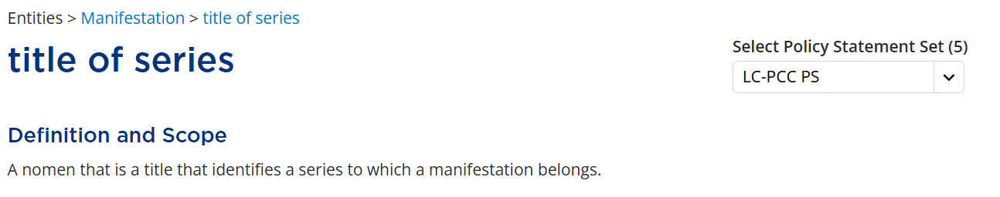 Entities > Manifestation > title of series
title of series
Select Policy Statement Set (5)
LC-PCC PS
Definition and Scope
A nomen that is a title that identifies a series to which a manifestation belongs.